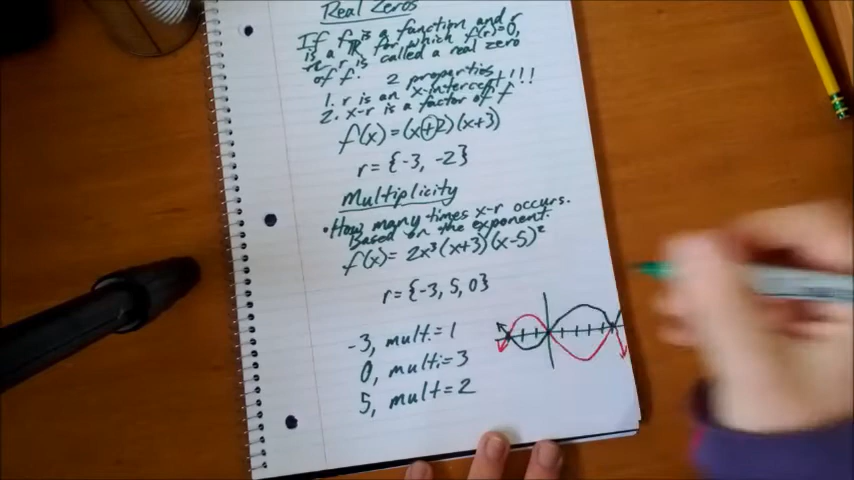 Real Zeros
If f is a function and r
is a ℝ for which f(r)=0,
r is called a real zero
of f. 2 properties
1. r is an x-intercept!!!
2. x-r is a factor of f
f(x)=(x+2)(x+3)
r={-3, -2}
Multiplicity
• How many times x-r occurs.
Based on the exponent.
f(x)= 2x³(x+3)(x-5)²
r={-3, 5, 0}
-3, mult.=1
0, mult.=3
5, mult=2